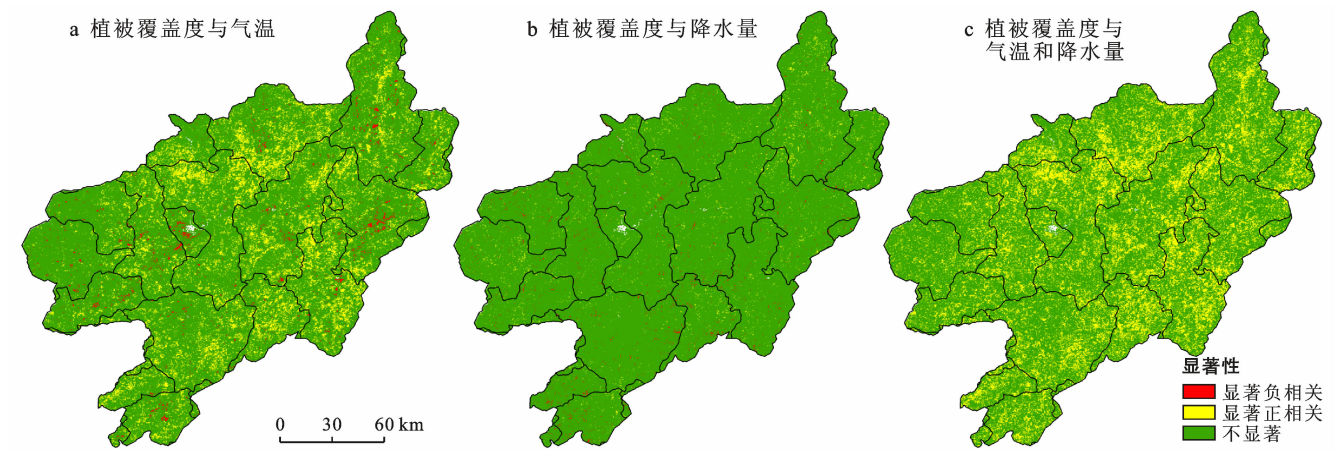 a 植被覆盖度与气温
b 植被覆盖度与降水量
c 植被覆盖度与
气温和降水量
显著性
显著负相关
显著正相关
不显著
0 30 60 km